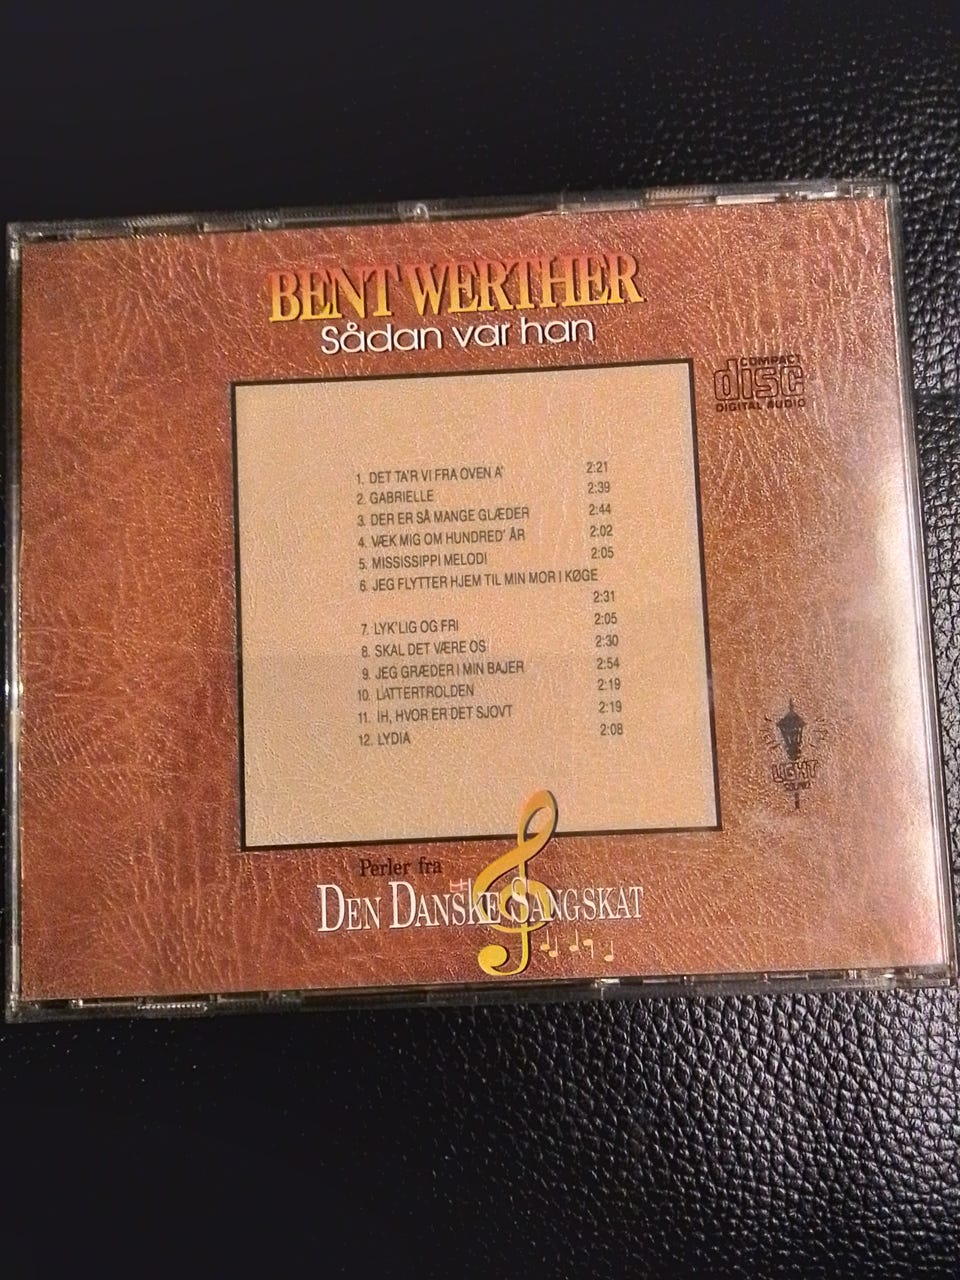 BENT WERTHER
Sådan var han
COMPACT
disc
DIGITAL AUDIO
1. DET TA'R VI FRA OVEN A' 2:21
2. GABRIELLE 2:39
3. DER ER SÅ MANGE GLÆDER 2:44
4. VÆK MIG OM HUNDRED' ÅR 2:02
5. MISSISSIPPI MELODI 2:05
6. JEG FLYTTER HJEM TIL MIN MOR I KØGE
2:31
7. LYK'LIG OG FRI 2:05
8. SKAL DET VÆRE OS 2:30
9. JEG GRÆDER I MIN BAJER 2:54
10. LATTERTROLDEN 2:19
11. IH, HVOR ER DET SJOVT 2:19
12. LYDIA 2:08
LIGHT
Perler fra
DEN DANSKE SANGSKAT